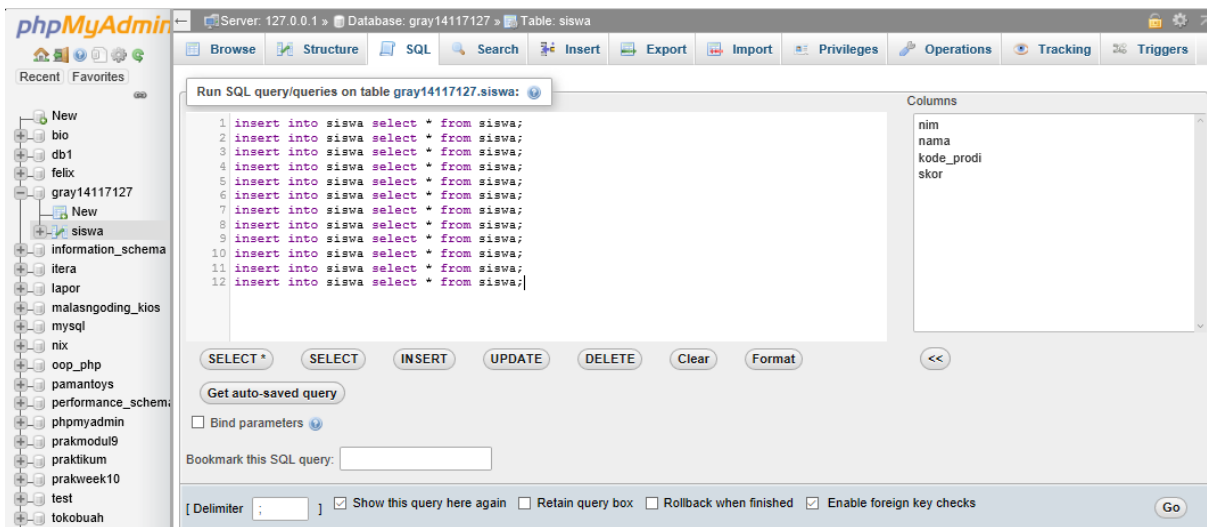 phpMyAdmin
Recent Favorites
New
bio
db1
felix
gray14117127
New
siswa
information_schema
itera
lapor
malasngoding_kios
mysql
nix
oop_php
pamantoys
performance_schema
phpmyadmin
prakmodul9
praktikum
prakweek10
test
tokobuah
Server: 127.0.0.1 » Database: gray14117127 » Table: siswa
Browse Structure SQL Search Insert Export Import Privileges Operations Tracking Triggers
Run SQL query/queries on table gray14117127.siswa:
1 insert into siswa select * from siswa;
2 insert into siswa select * from siswa;
3 insert into siswa select * from siswa;
4 insert into siswa select * from siswa;
5 insert into siswa select * from siswa;
6 insert into siswa select * from siswa;
7 insert into siswa select * from siswa;
8 insert into siswa select * from siswa;
9 insert into siswa select * from siswa;
10 insert into siswa select * from siswa;
11 insert into siswa select * from siswa;
12 insert into siswa select * from siswa;
Columns
nim
nama
kode_prodi
skor
SELECT * SELECT INSERT UPDATE DELETE Clear Format <<
Get auto-saved query
Bind parameters
Bookmark this SQL query:
[ Delimiter ; ] Show this query here again Retain query box Rollback when finished Enable foreign key checks Go